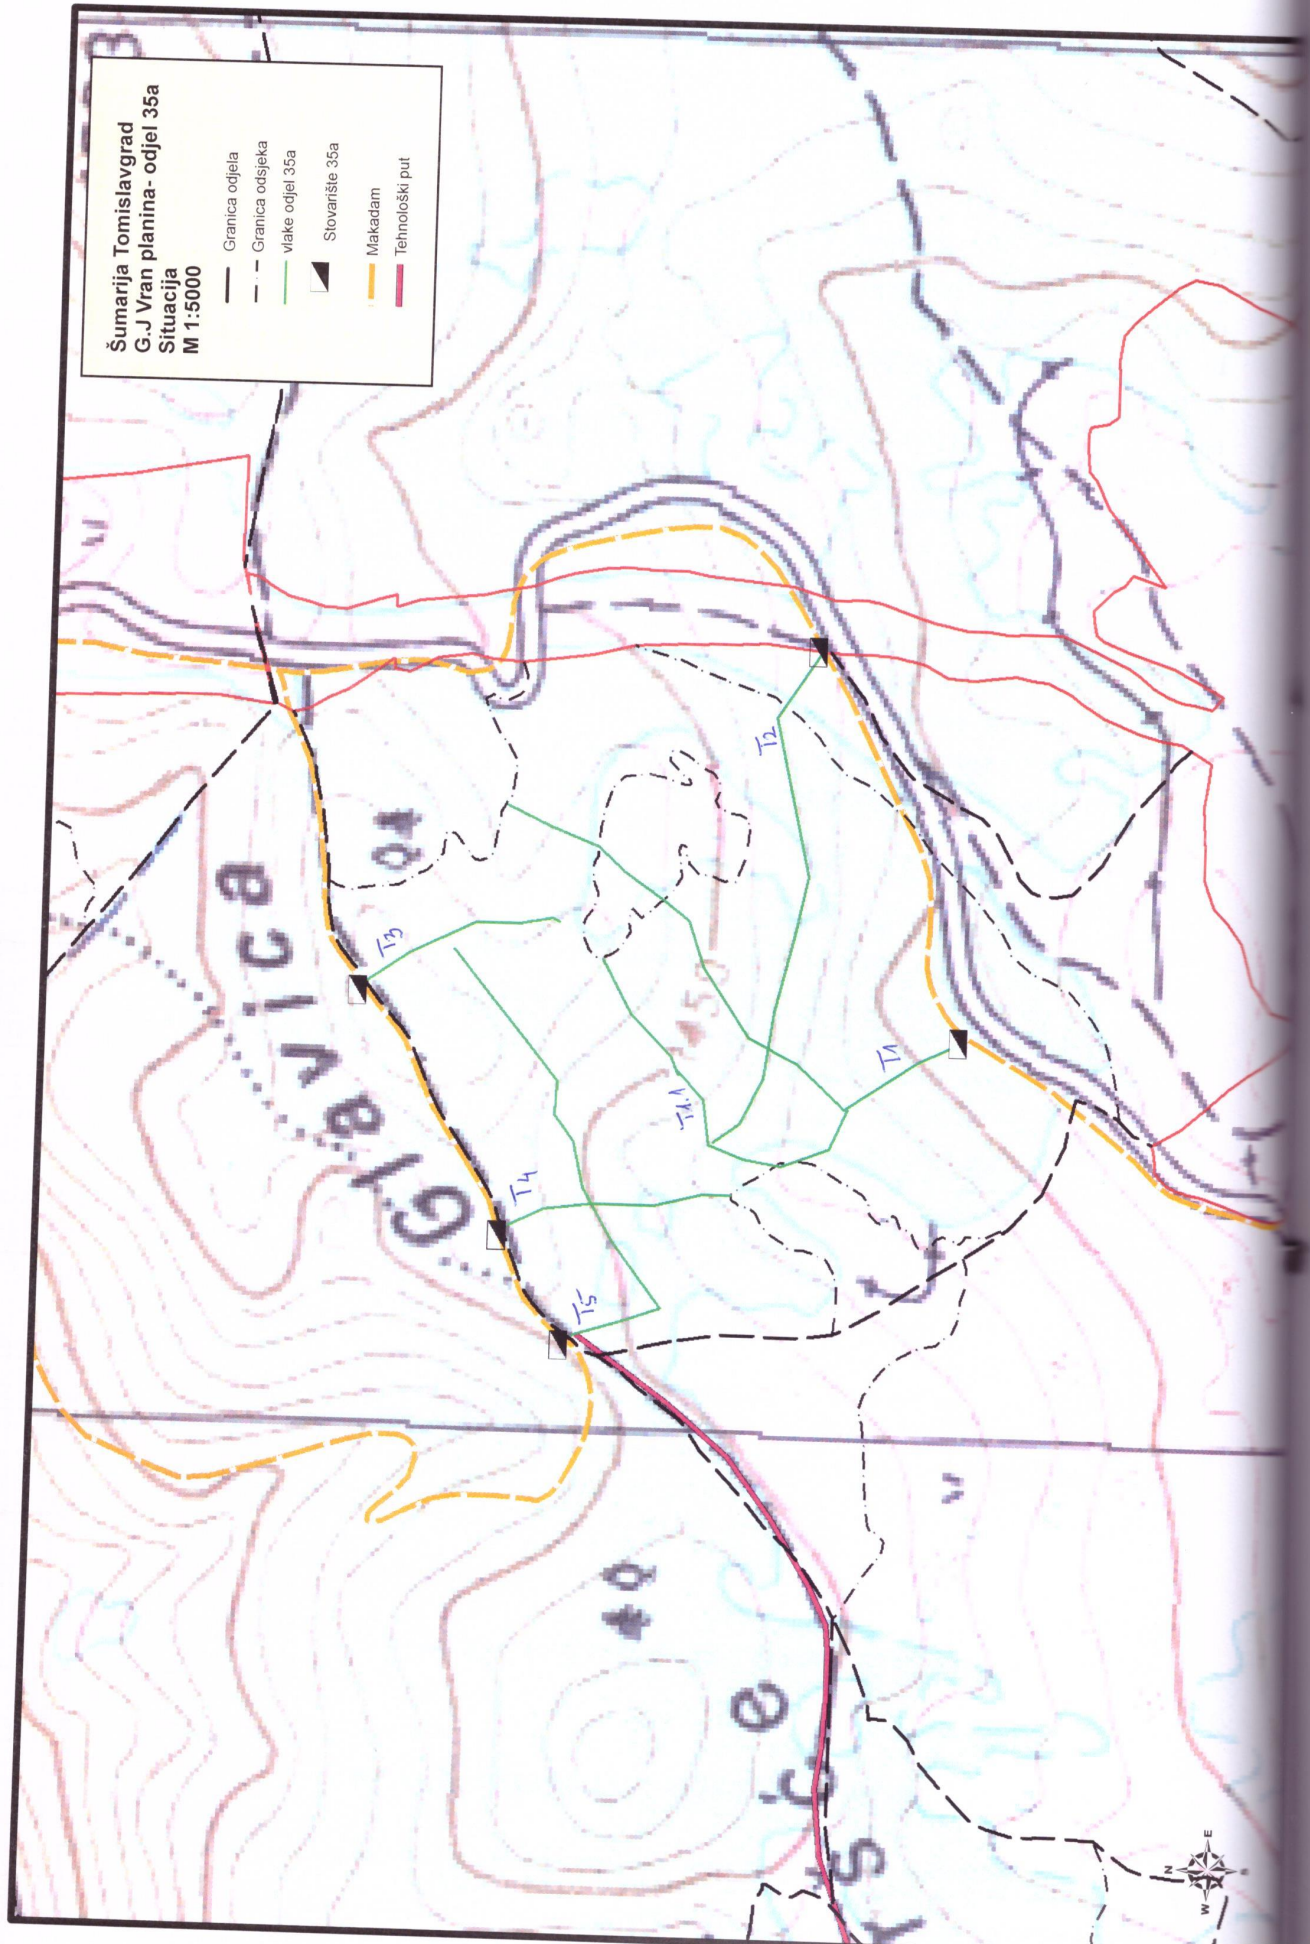 Šumarija Tomislavgrad
G.J Vran planina- odjel 35a
Situacija
M 1:5000
Granica odjela
Granica odsjeka
vlake odjel 35a
Stovarište 35a
Makadam
Tehnološki put
Glavica
T3
T4
T5
T2
T1.1
T1
N
E
W